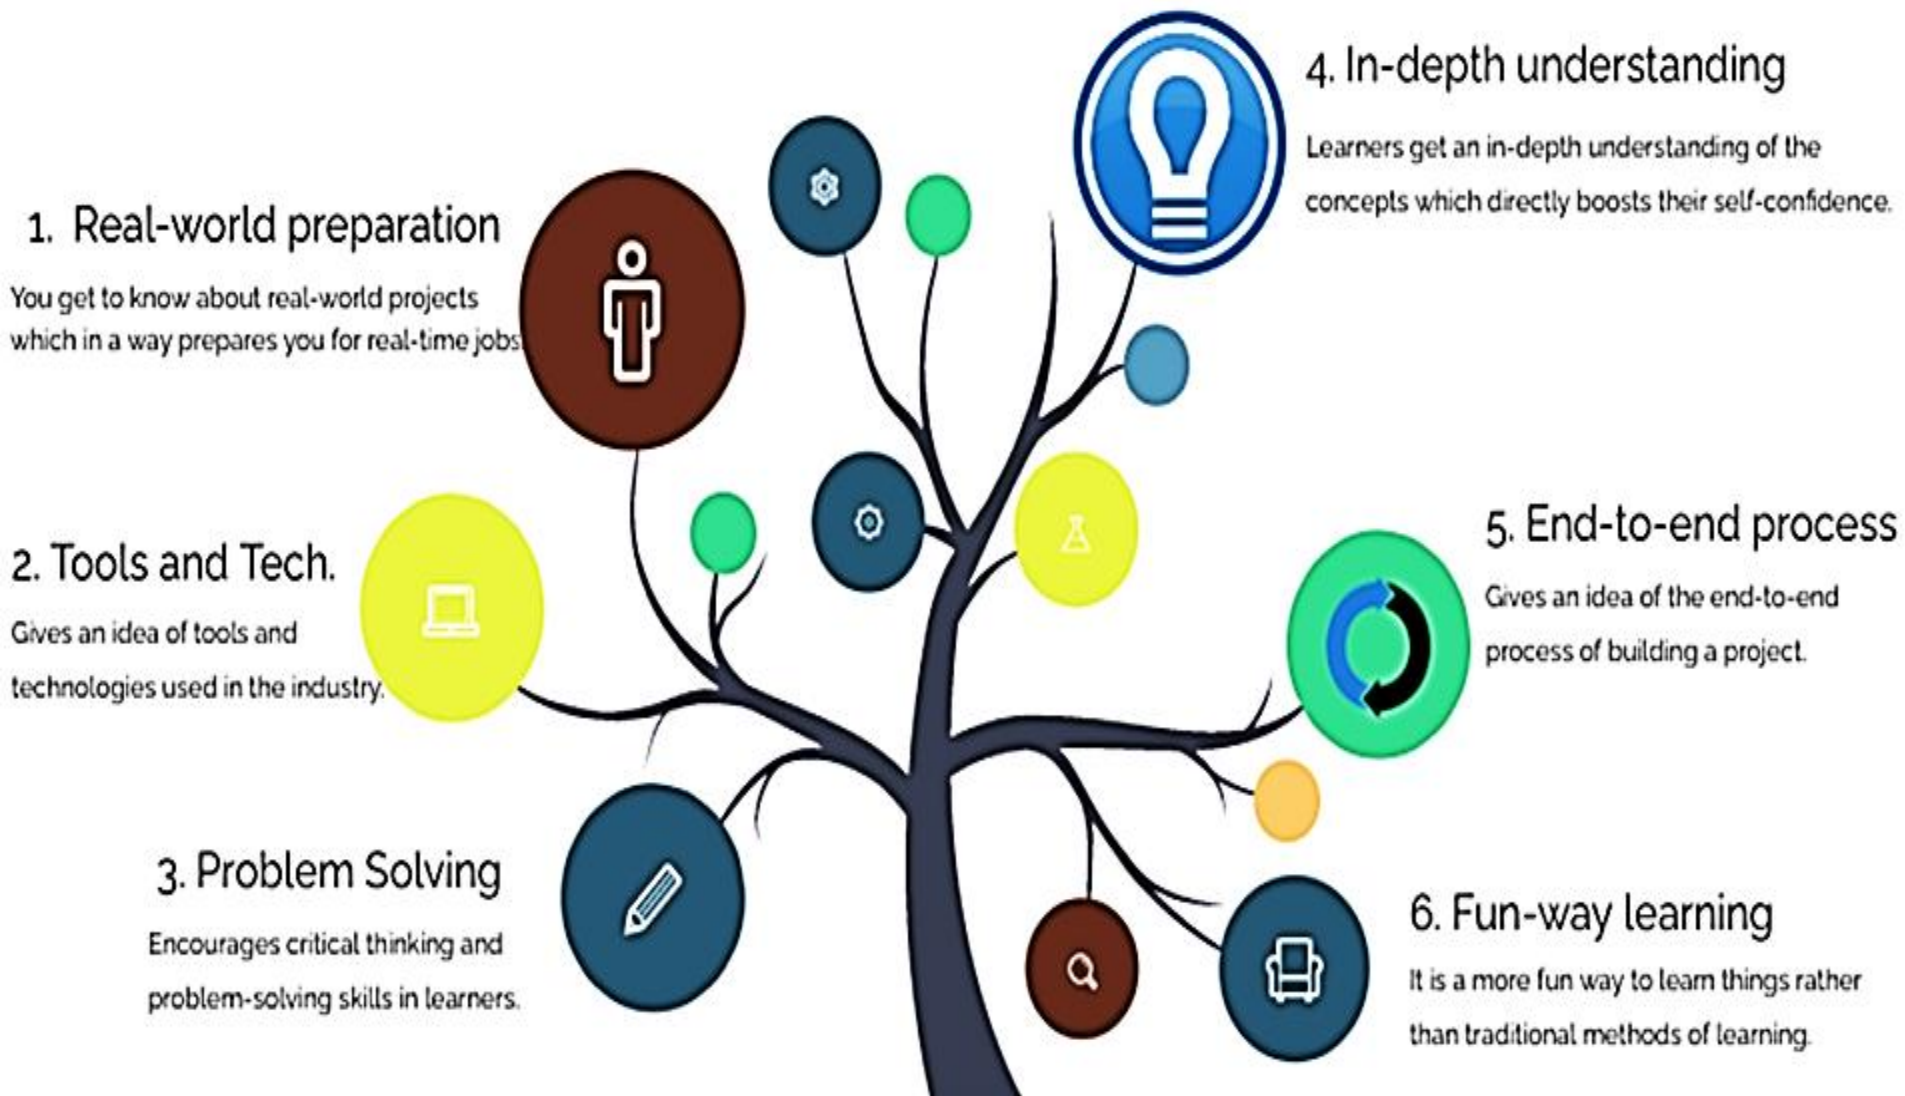 1. Real-world preparation
You get to know about real-world projects
which in a way prepares you for real-time jobs
2. Tools and Tech.
Gives an idea of tools and
technologies used in the industry.
3. Problem Solving
Encourages critical thinking and
problem-solving skills in learners.
4. In-depth understanding
Learners get an in-depth understanding of the
concepts which directly boosts their self-confidence.
5. End-to-end process
Gives an idea of the end-to-end
process of building a project.
6. Fun-way learning
It is a more fun way to learn things rather
than traditional methods of learning.